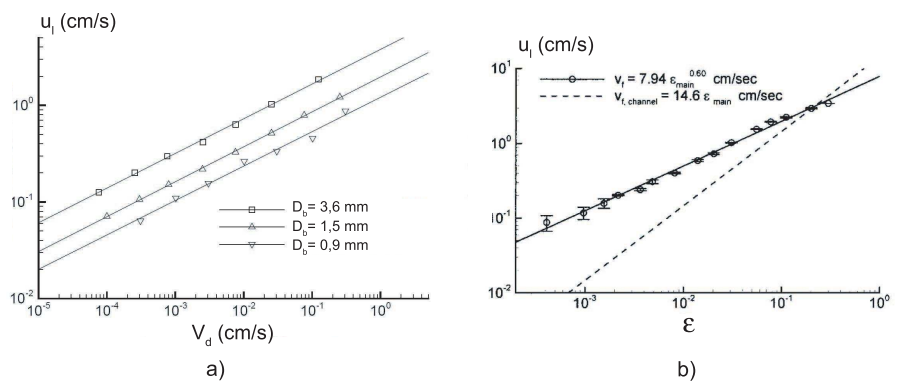 u_l (cm/s)
10^0
10^-1
10^-2
10^-5
10^-4
10^-3
10^-2
10^-1
10^0
D_b= 3,6 mm
D_b= 1,5 mm
D_b= 0,9 mm
V_d (cm/s)
a)
u_l (cm/s)
10^1
10^0
10^-1
10^-2
10^-3
10^-2
10^-1
10^0
v_f = 7.94 ε_main^0.60 cm/sec
v_f, channel = 14.6 ε_main cm/sec
ε
b)